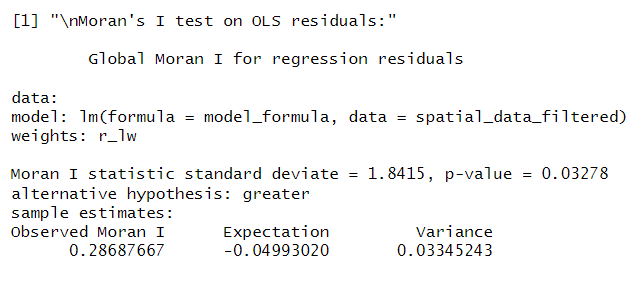 [1] "\nMoran's I test on OLS residuals:"
Global Moran I for regression residuals
data:
model: lm(formula = model_formula, data = spatial_data_filtered)
weights: r_lw
Moran I statistic standard deviate = 1.8415, p-value = 0.03278
alternative hypothesis: greater
sample estimates:
Observed Moran I Expectation Variance
0.28687667 -0.04993020 0.03345243